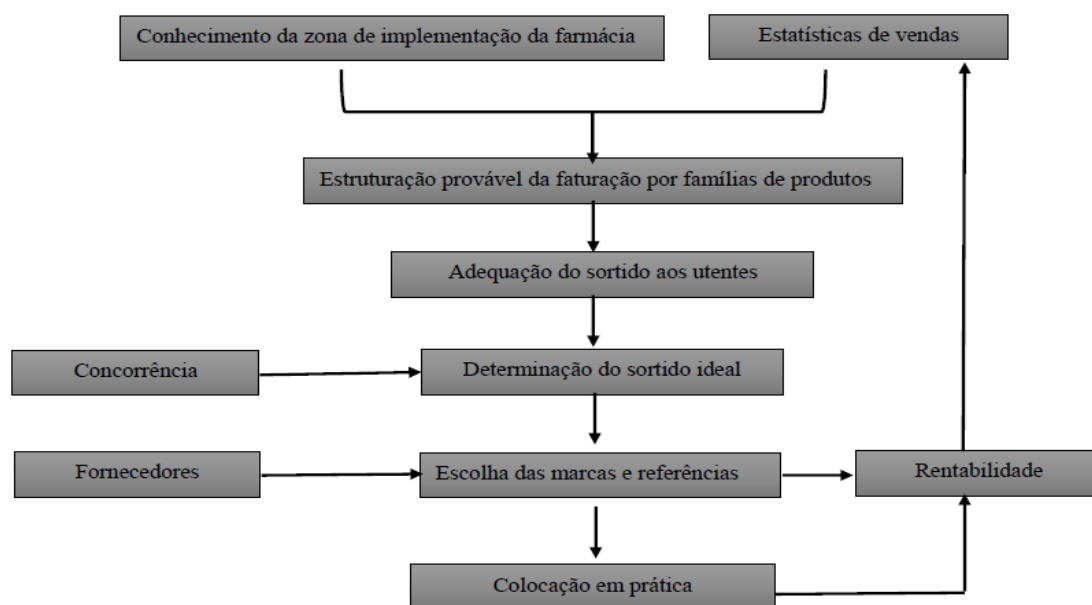 Conhecimento da zona de implementação da farmácia
Estatísticas de vendas
Estruturação provável da faturação por famílias de produtos
Adequação do sortido aos utentes
Concorrência
Determinação do sortido ideal
Fornecedores
Escolha das marcas e referências
Rentabilidade
Colocação em prática